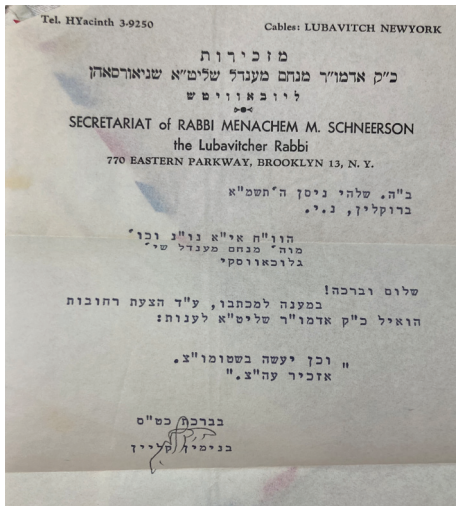 Tel. HYacinth 3-9250 Cables: LUBAVITCH NEWYORK
מזכירות
כ"ק אדמו"ר מנחם מענדל שליט"א שניאורסאהן
ליובאוויטש
SECRETARIAT of RABBI MENACHEM M. SCHNEERSON
the Lubavitcher Rabbi
770 EASTERN PARKWAY, BROOKLYN 13, N. Y.
ב"ה. שלהי ניסן ה'תשמ"א
ברוקלין, נ.י.
הוו"ח אי"א נו"נ וכו'
מוה' מנחם מענדל שי'
גלוכאווסקי
שלום וברכה!
במענה למכתבו, ע"ד הצעת רחובות
הואיל כ"ק אדמו"ר שליט"א לענות:
" וכן יעשה בשטומו"צ.
אזכיר עה"צ."
בברכת כט"ס
בנימין קליין